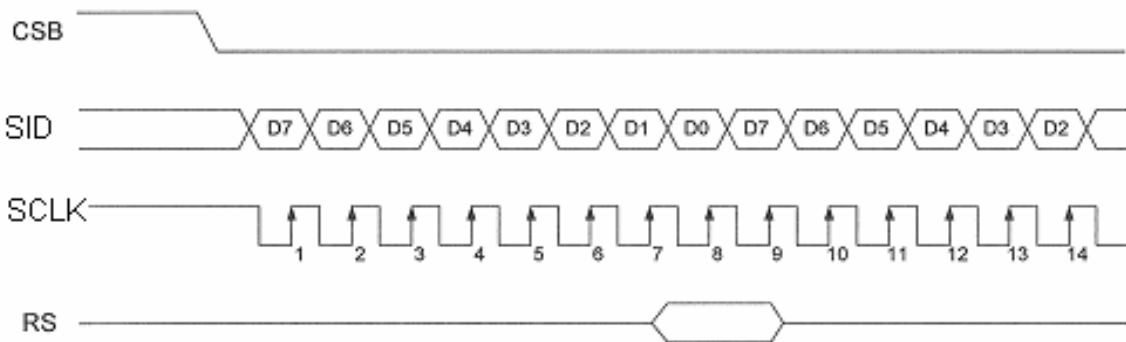 CSB
SID D7 D6 D5 D4 D3 D2 D1 D0 D7 D6 D5 D4 D3 D2
SCLK
1 2 3 4 5 6 7 8 9 10 11 12 13 14
RS